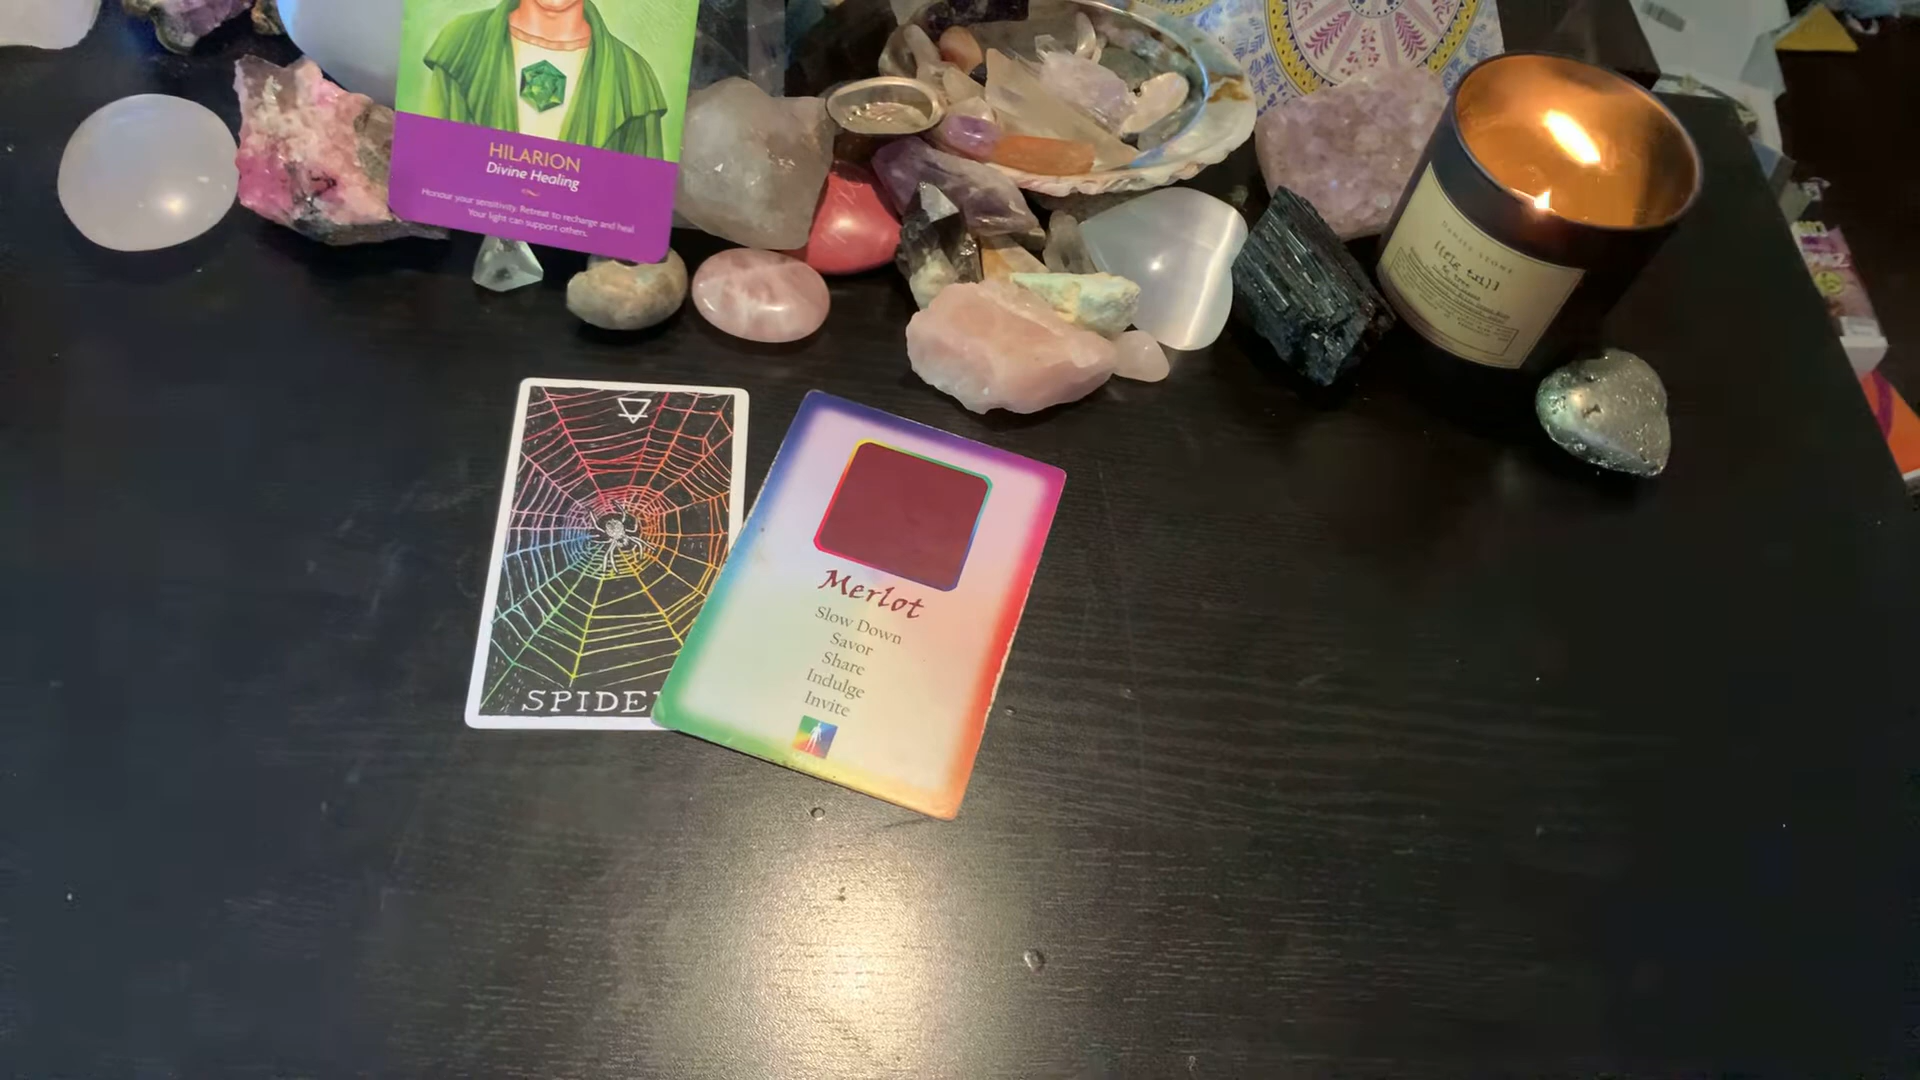 HILARION
Divine Healing
Honour your sensitivity. Retreat to recharge and heal.
Your light can support others.
SPIDE
Merlot
Slow Down
Savor
Share
Indulge
Invite